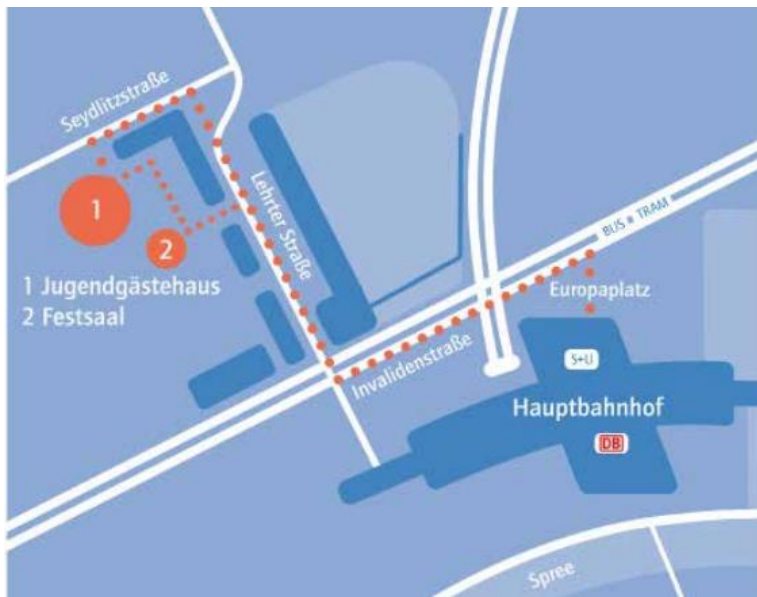 Seydlitzstraße
1
2
1 Jugendgästehaus
2 Festsaal
Lehrter Straße
BUS TRAM
Europaplatz
Invalidenstraße
S+U
Hauptbahnhof
DB
Spree